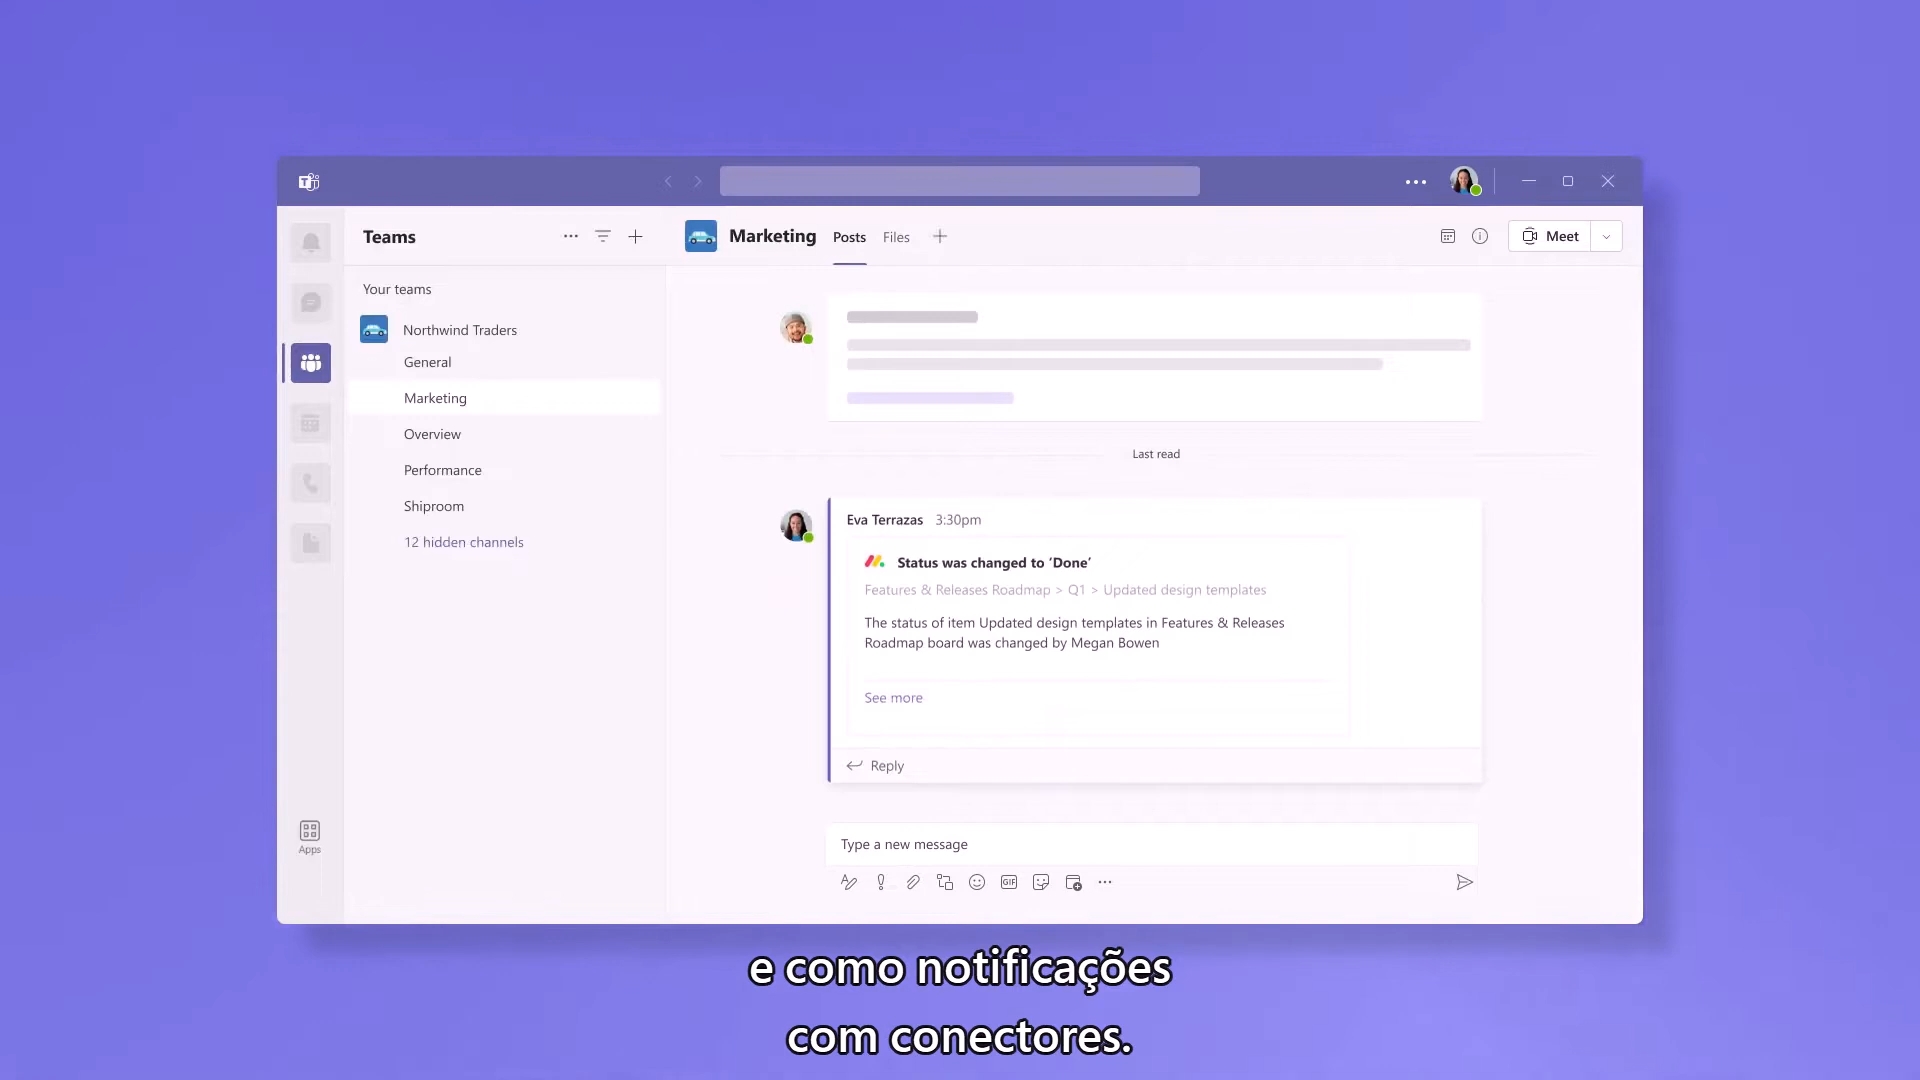 Teams
Marketing
Posts
Files
Meet
Your teams
Northwind Traders
General
Marketing
Overview
Performance
Shiproom
12 hidden channels
Apps
Last read
Eva Terrazas 3:30pm
Status was changed to ‘Done’
Features & Releases Roadmap > Q1 > Updated design templates
The status of item Updated design templates in Features & Releases
Roadmap board was changed by Megan Bowen
See more
Reply
Type a new message
GIF
e como notificações
com conectores.